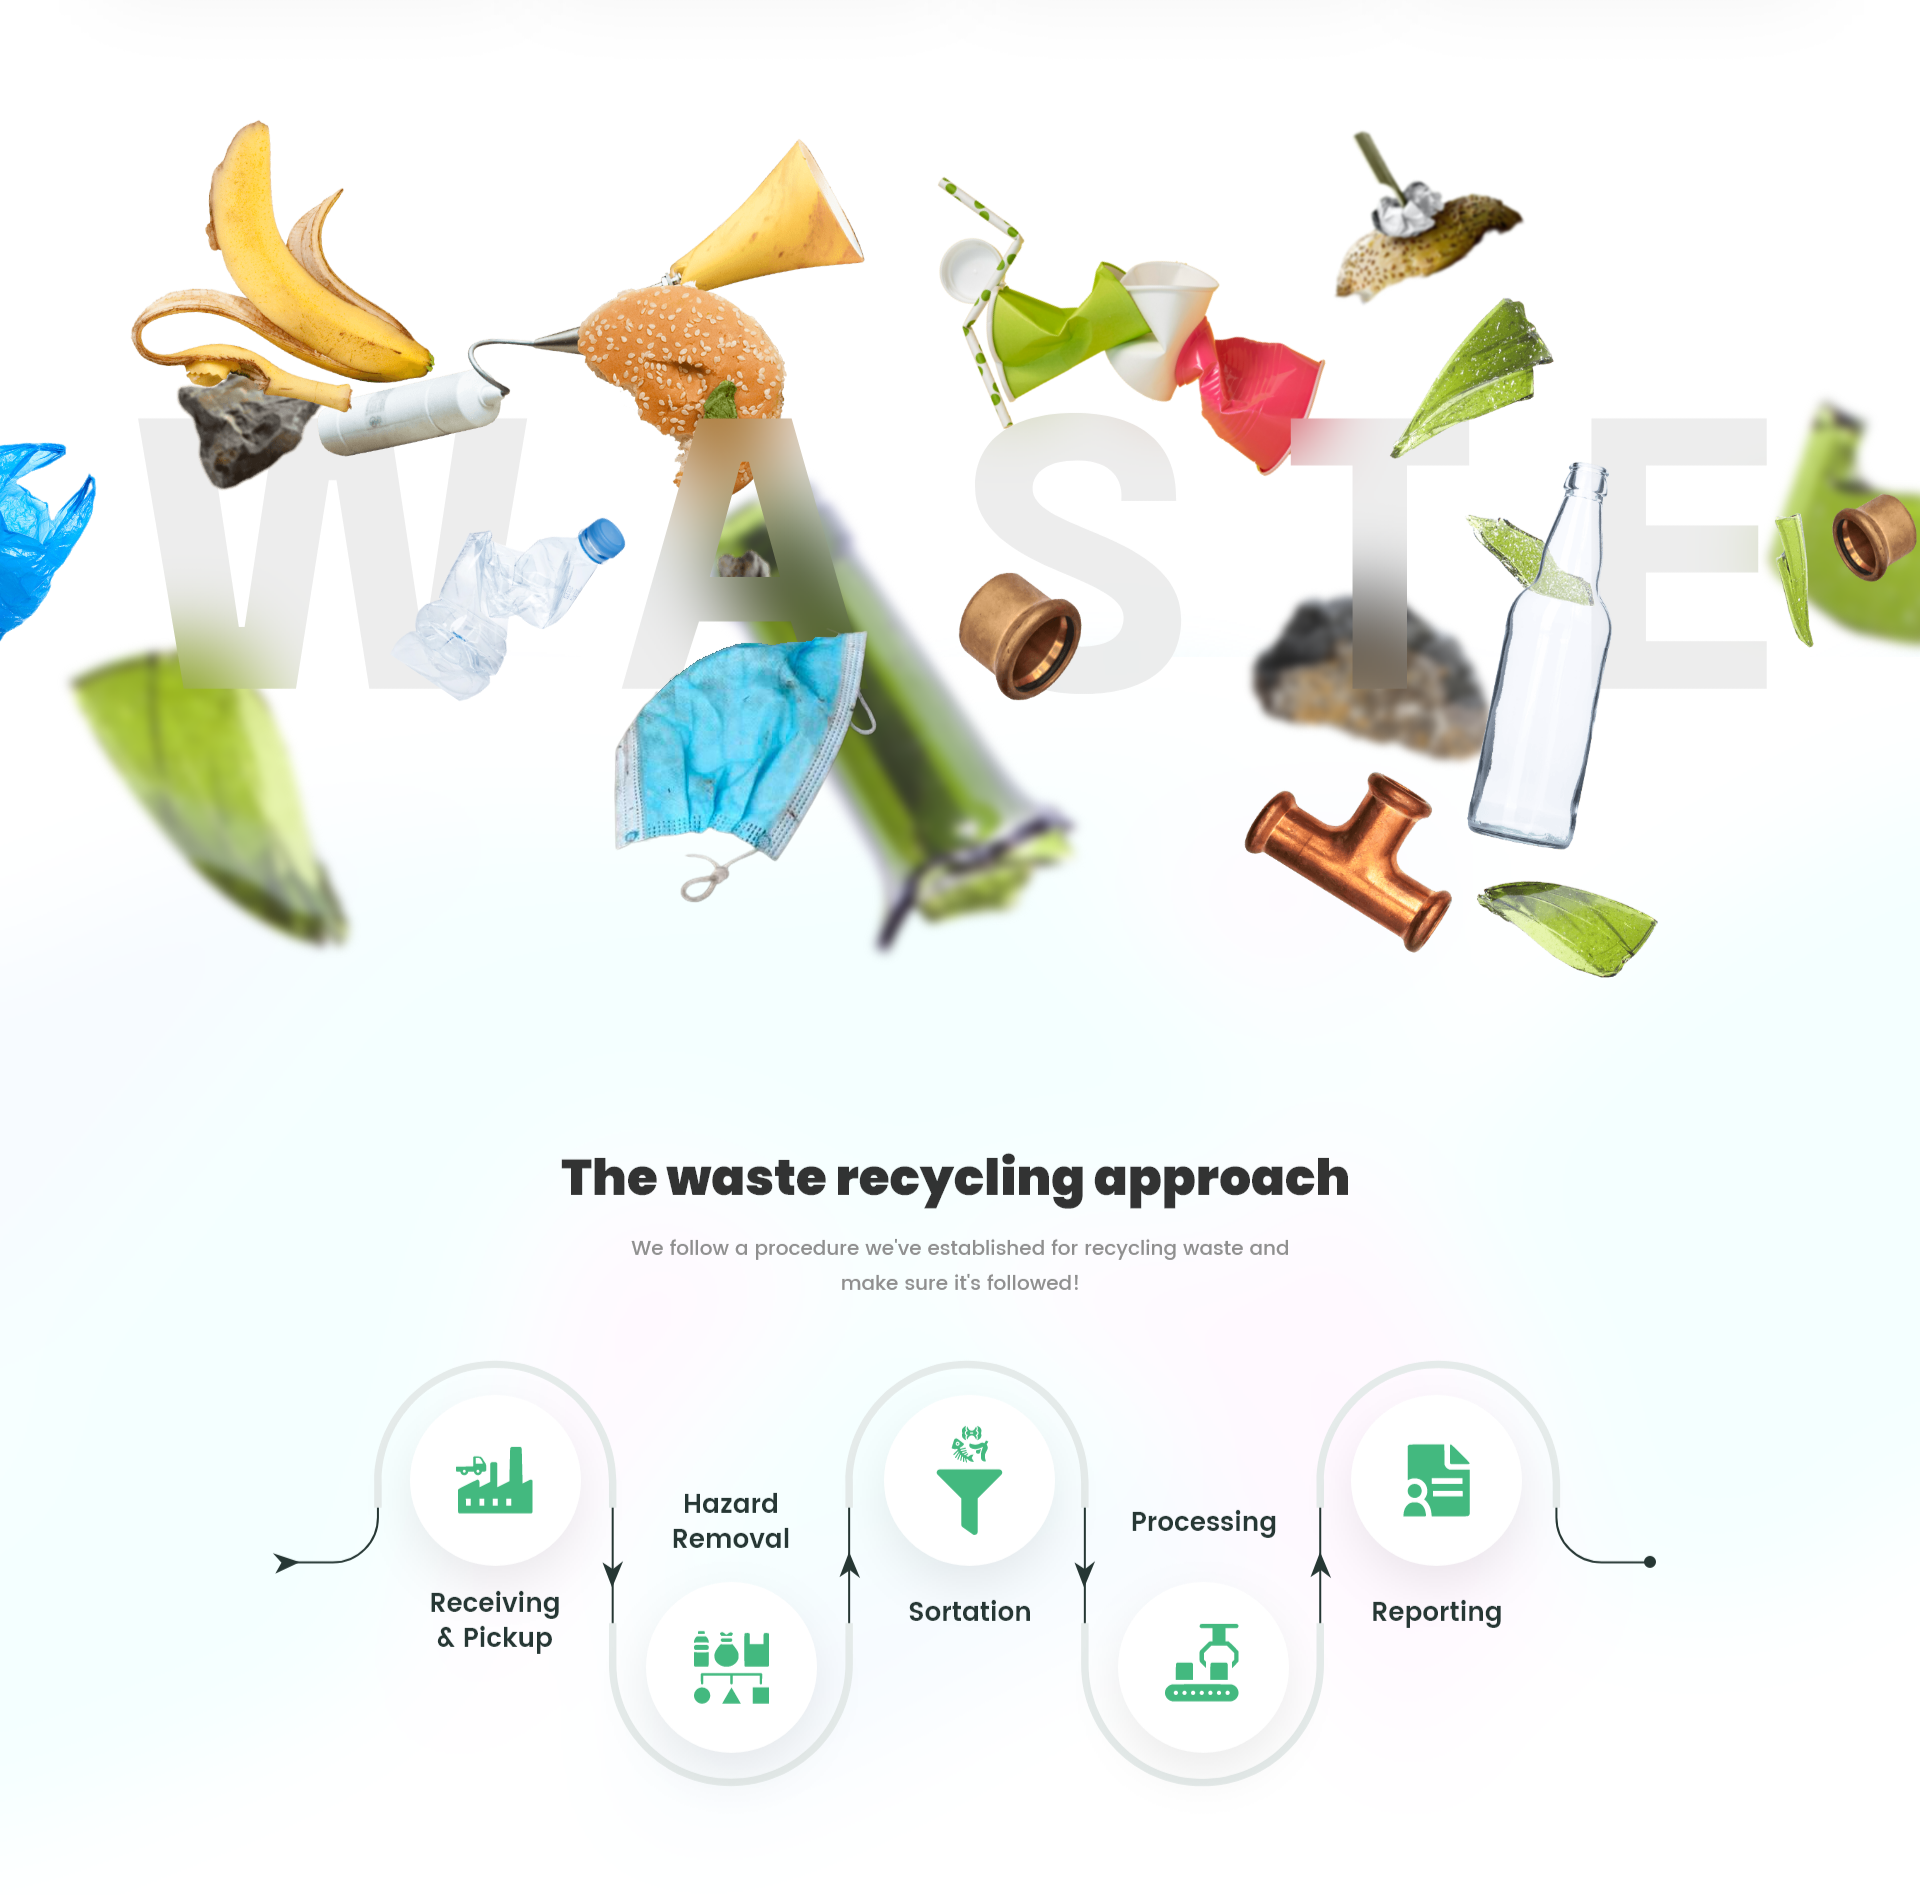 WASTE
The waste recycling approach
We follow a procedure we've established for recycling waste and
make sure it's followed!
Receiving
& Pickup
Hazard
Removal
Sortation
Processing
Reporting